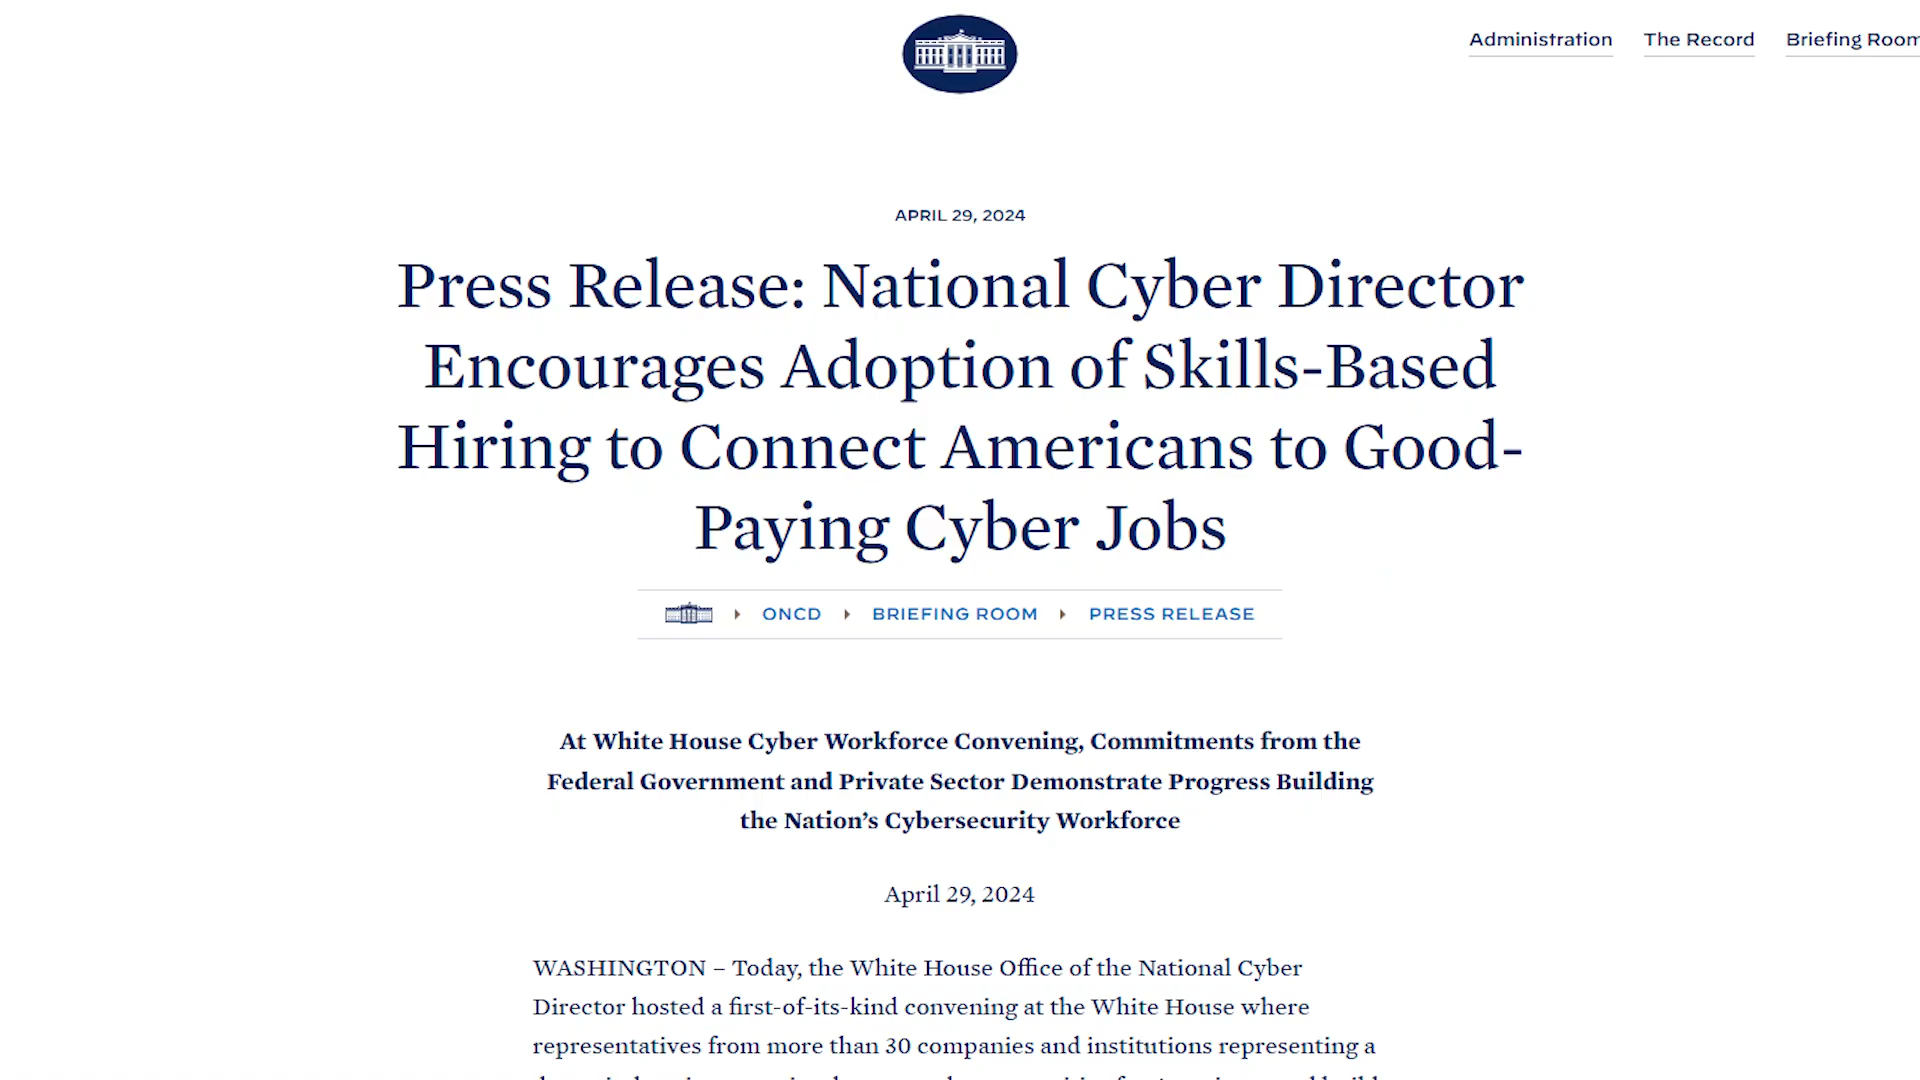 Administration The Record Briefing Room
APRIL 29, 2024
Press Release: National Cyber Director
Encourages Adoption of Skills-Based
Hiring to Connect Americans to Good-
Paying Cyber Jobs
ONCD BRIEFING ROOM PRESS RELEASE
At White House Cyber Workforce Convening, Commitments from the
Federal Government and Private Sector Demonstrate Progress Building
the Nation’s Cybersecurity Workforce
April 29, 2024
WASHINGTON – Today, the White House Office of the National Cyber
Director hosted a first-of-its-kind convening at the White House where
representatives from more than 30 companies and institutions representing a